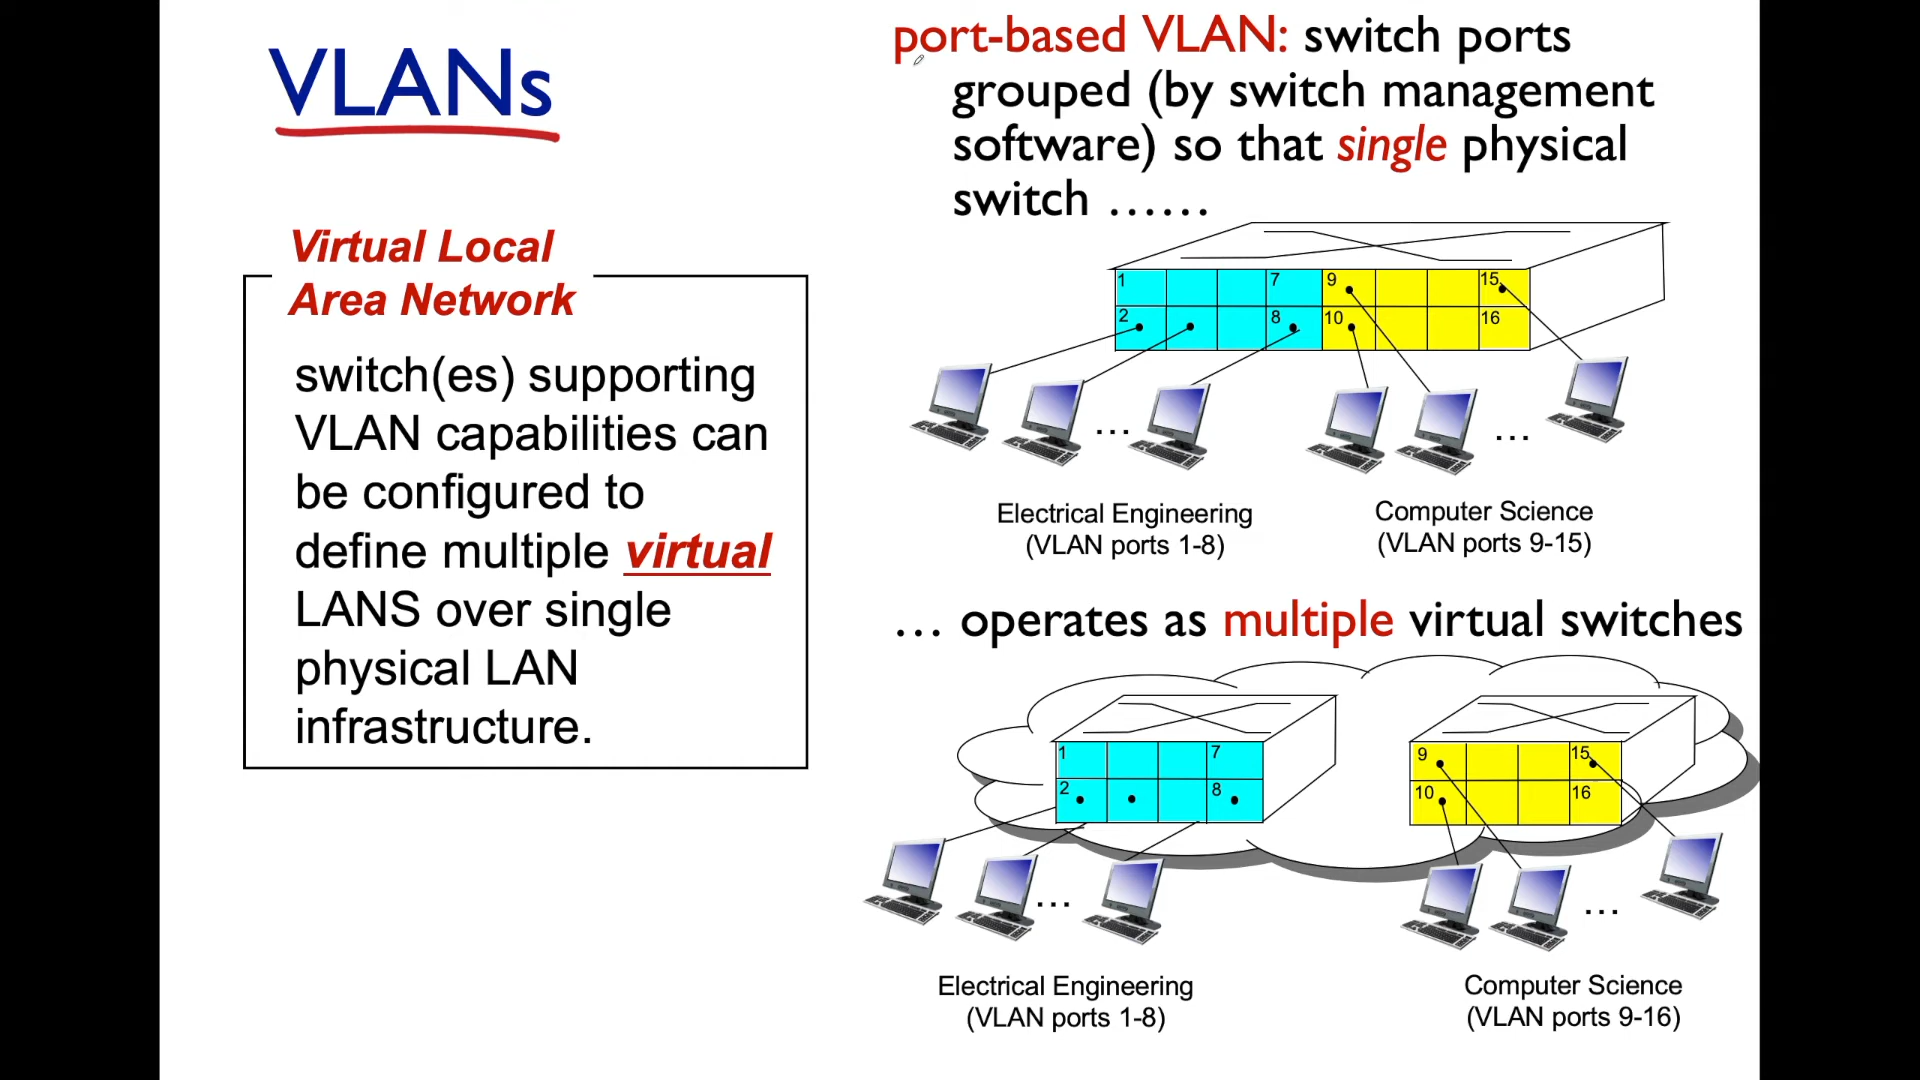 VLANs
Virtual Local
Area Network
switch(es) supporting
VLAN capabilities can
be configured to
define multiple virtual
LANS over single
physical LAN
infrastructure.
port-based VLAN: switch ports
grouped (by switch management
software) so that single physical
switch ……
1 7 9 15
2 8 10 16
...
...
Electrical Engineering
(VLAN ports 1-8)
Computer Science
(VLAN ports 9-15)
… operates as multiple virtual switches
1 7
2 8
9 15
10 16
...
...
Electrical Engineering
(VLAN ports 1-8)
Computer Science
(VLAN ports 9-16)